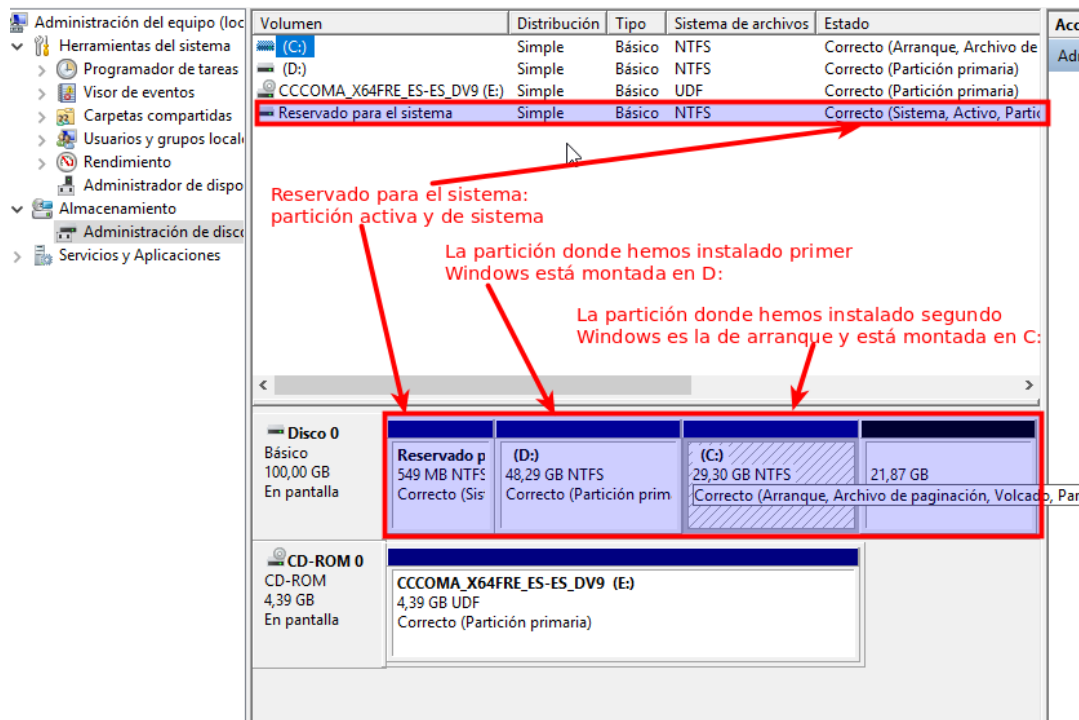 Administración del equipo (loc
Herramientas del sistema
Programador de tareas
Visor de eventos
Carpetas compartidas
Usuarios y grupos locale
Rendimiento
Administrador de dispo
Almacenamiento
Administración de disco
Servicios y Aplicaciones
Volumen Distribución Tipo Sistema de archivos Estado
(C:) Simple Básico NTFS Correcto (Arranque, Archivo de
(D:) Simple Básico NTFS Correcto (Partición primaria)
CCCOMA_X64FRE_ES-ES_DV9 (E:) Simple Básico UDF Correcto (Partición primaria)
Reservado para el sistema Simple Básico NTFS Correcto (Sistema, Activo, Partic
Acc
Adr
Reservado para el sistema:
partición activa y de sistema
La partición donde hemos instalado primer
Windows está montada en D:
La partición donde hemos instalado segundo
Windows es la de arranque y está montada en C:
Disco 0
Básico
100,00 GB
En pantalla
Reservado p
549 MB NTFS
Correcto (Sis
(D:)
48,29 GB NTFS
Correcto (Partición prim
(C:)
29,30 GB NTFS
Correcto (Arranque, Archivo de paginación, Volcado, Par
21,87 GB
CD-ROM 0
CD-ROM
4,39 GB
En pantalla
CCCOMA_X64FRE_ES-ES_DV9 (E:)
4,39 GB UDF
Correcto (Partición primaria)